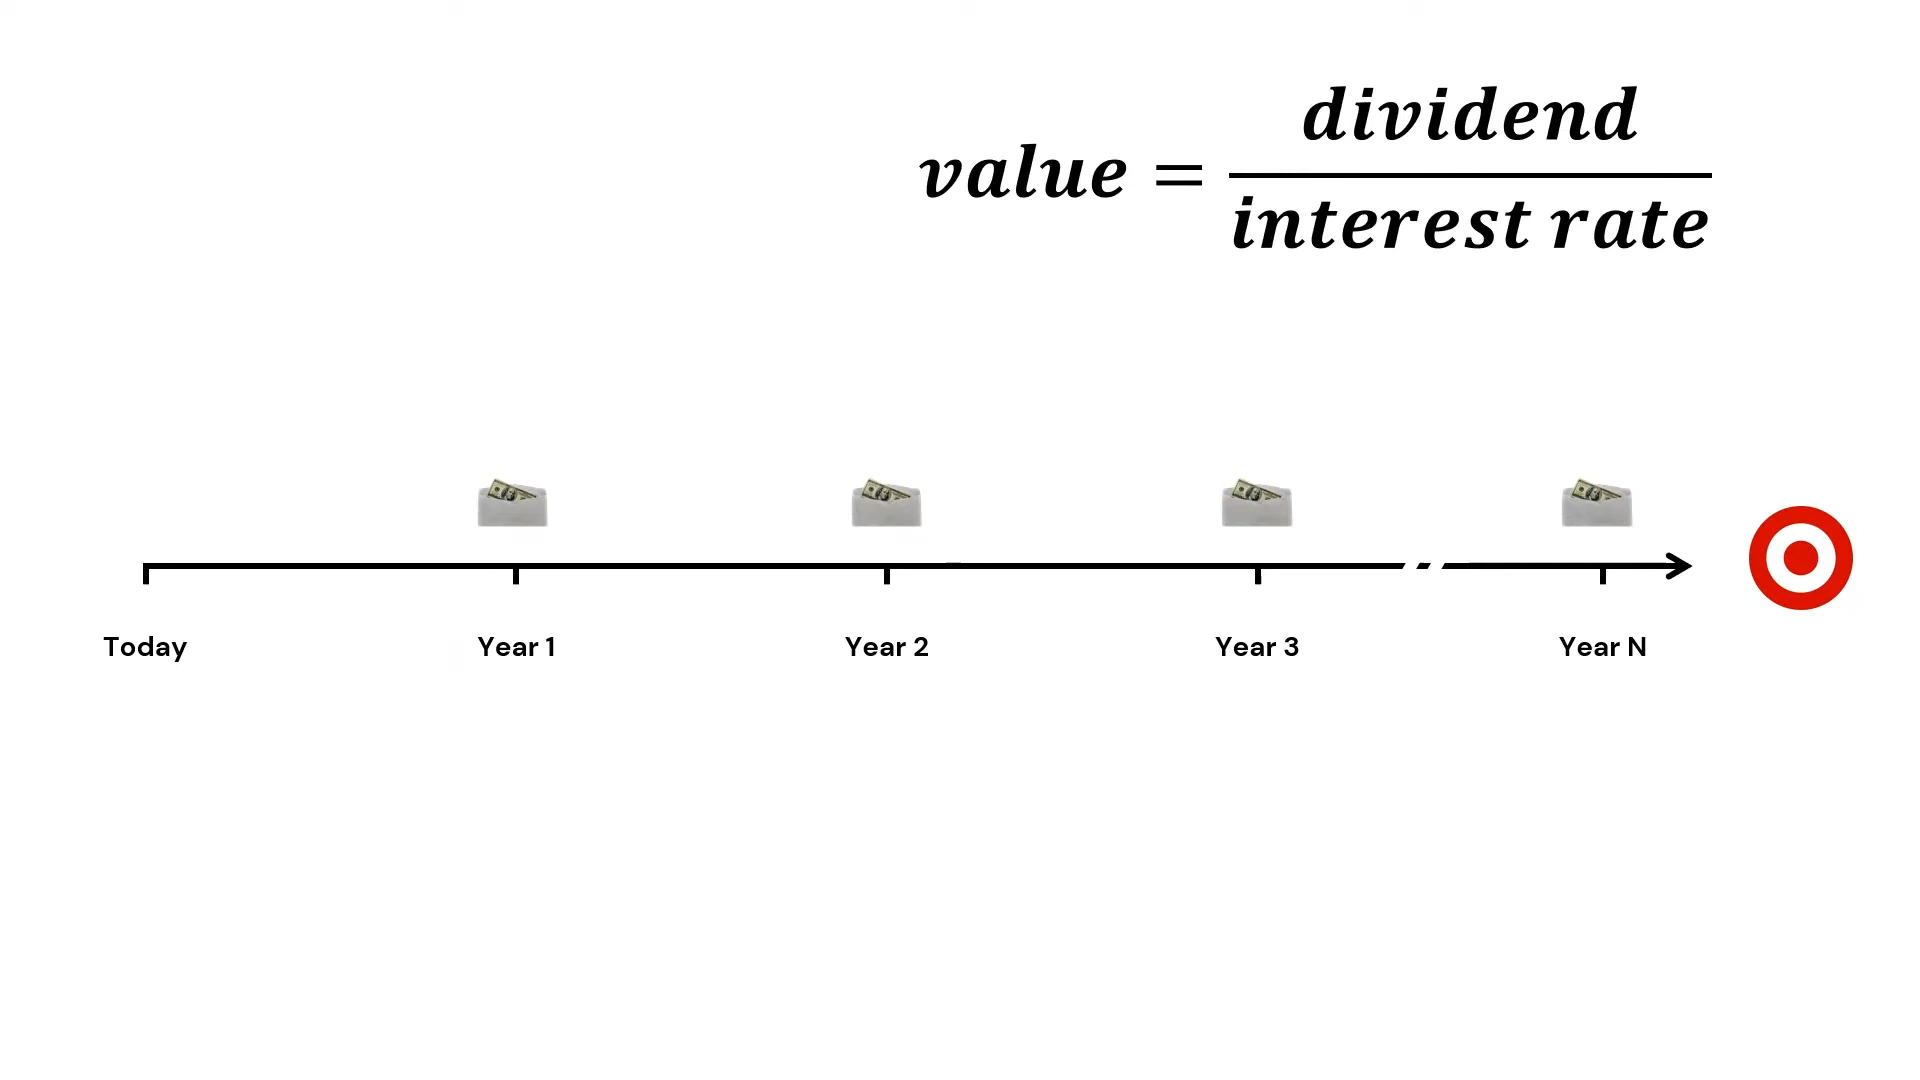 value = dividend / interest rate
Today
Year 1
Year 2
Year 3
Year N